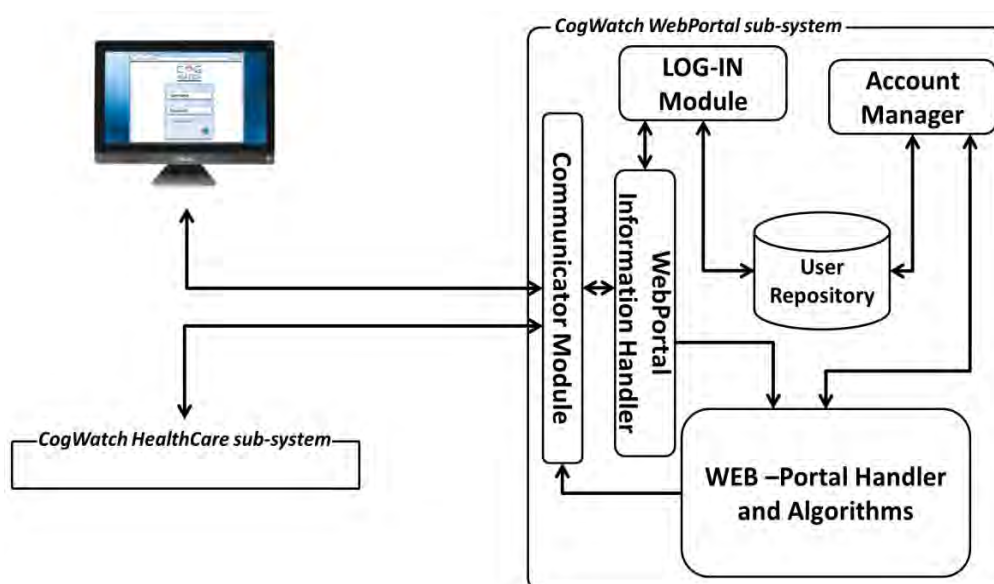 CogWatch WebPortal sub-system
LOG-IN
Module
Account
Manager
Communicator Module
WebPortal
Information Handler
User
Repository
CogWatch HealthCare sub-system
WEB –Portal Handler
and Algorithms